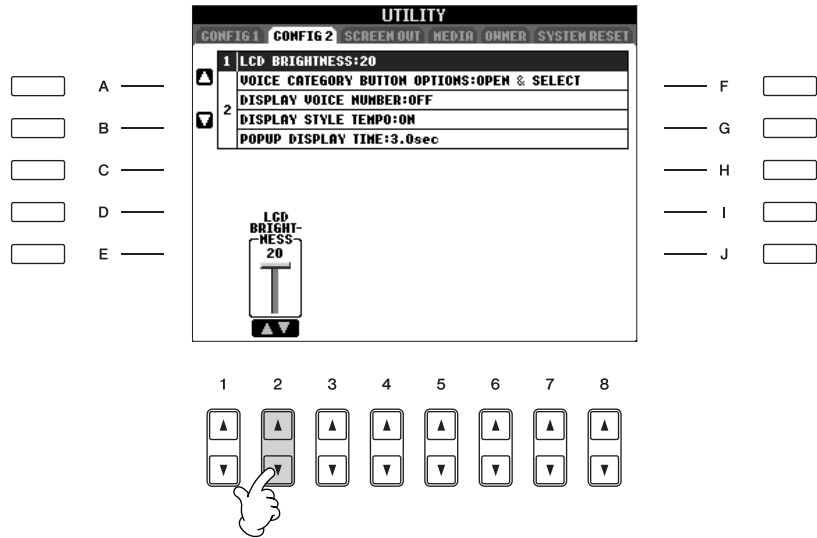 UTILITY
CONFIG 1 CONFIG 2 SCREEN OUT MEDIA OWNER SYSTEM RESET
1 LCD BRIGHTNESS:20
VOICE CATEGORY BUTTON OPTIONS:OPEN & SELECT
2
DISPLAY VOICE NUMBER:OFF
DISPLAY STYLE TEMPO:ON
POPUP DISPLAY TIME:3.0sec
A
B
C
D
E
F
G
H
I
J
LCD
BRIGHT-
NESS
20
1 2 3 4 5 6 7 8